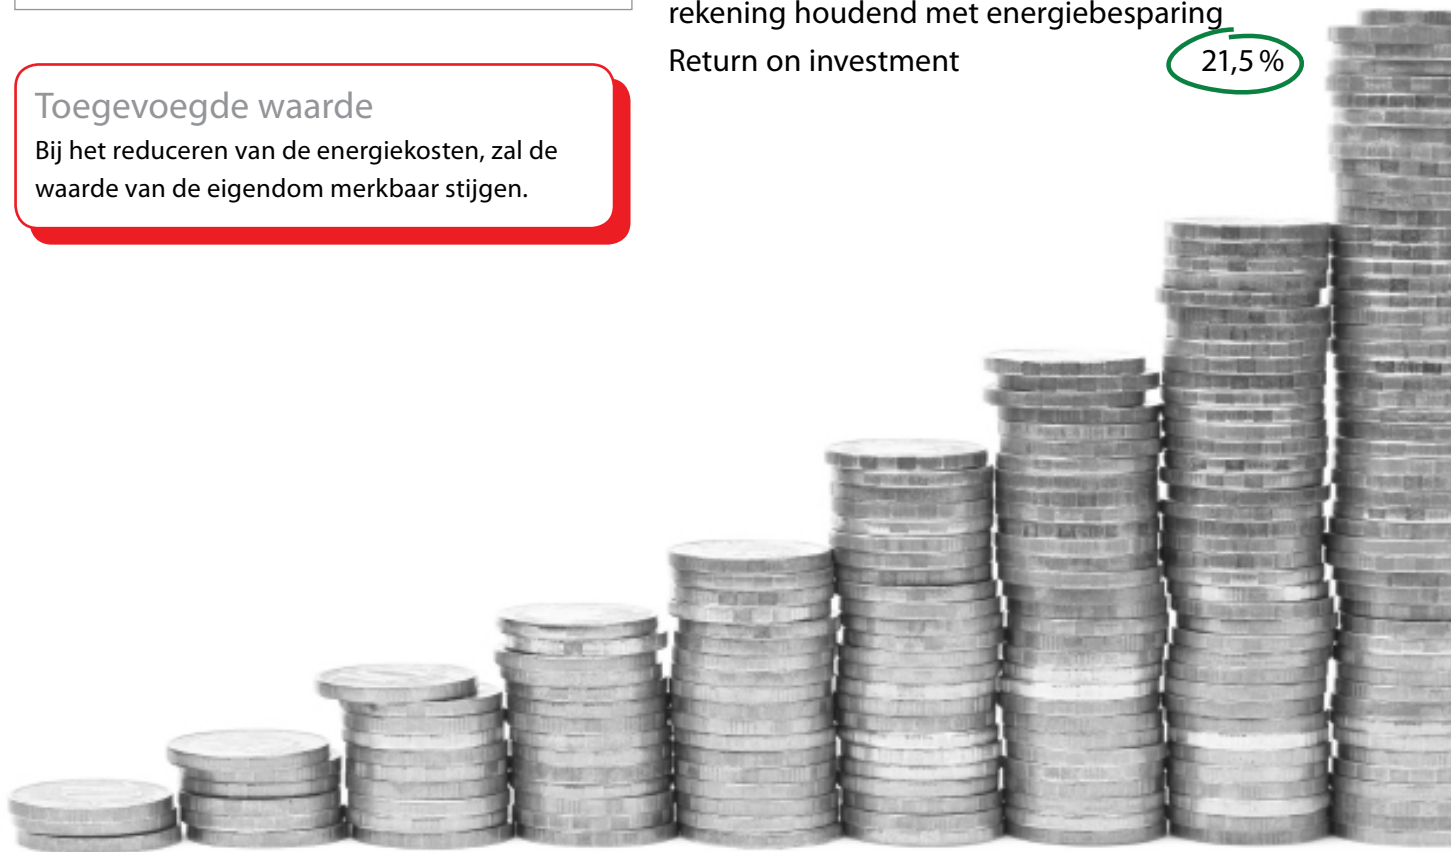 rekening houdend met energiebesparing
Return on investment 21,5 %
Toegevoegde waarde
Bij het reduceren van de energiekosten, zal de
waarde van de eigendom merkbaar stijgen.